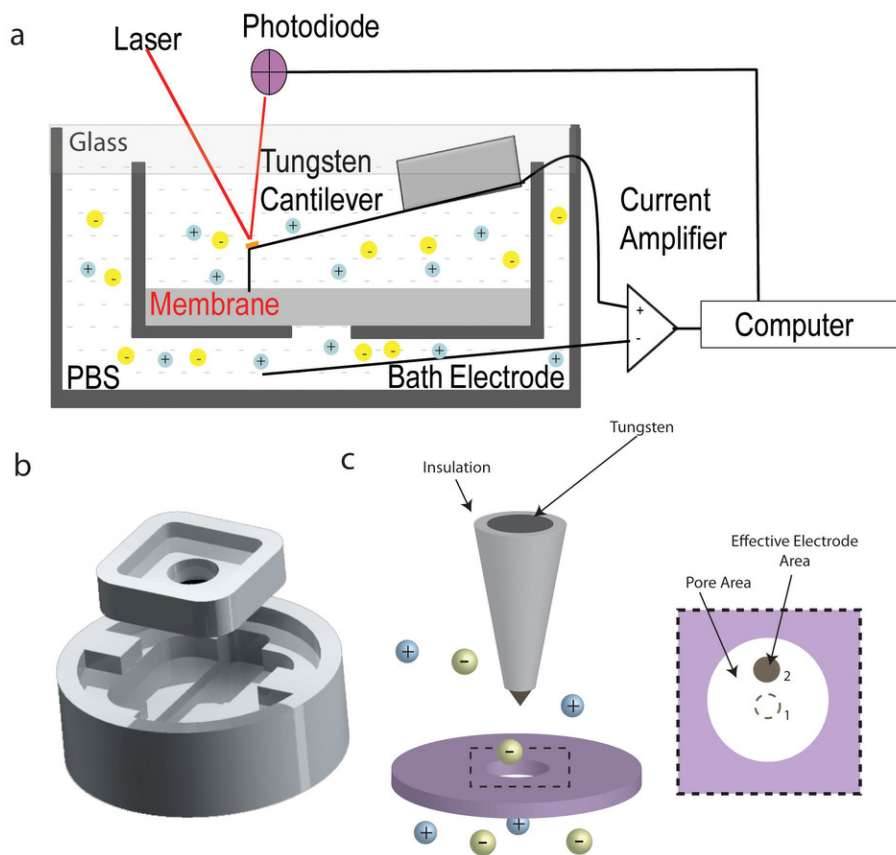 a
Laser
Photodiode
Glass
Tungsten
Cantilever
Current
Amplifier
Membrane
+
-
Computer
PBS
Bath Electrode
b
c
Tungsten
Insulation
Effective Electrode
Area
Pore Area
2
1